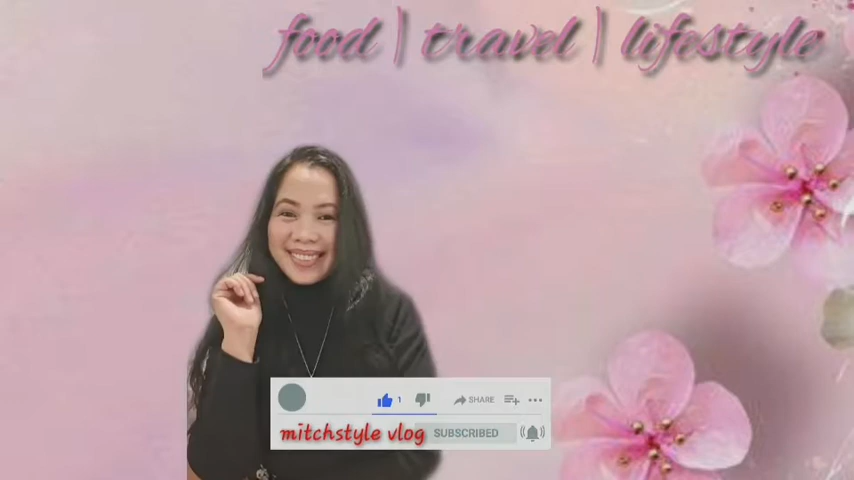 food | travel | lifestyle
1 SHARE
mitchstyle vlog SUBSCRIBED